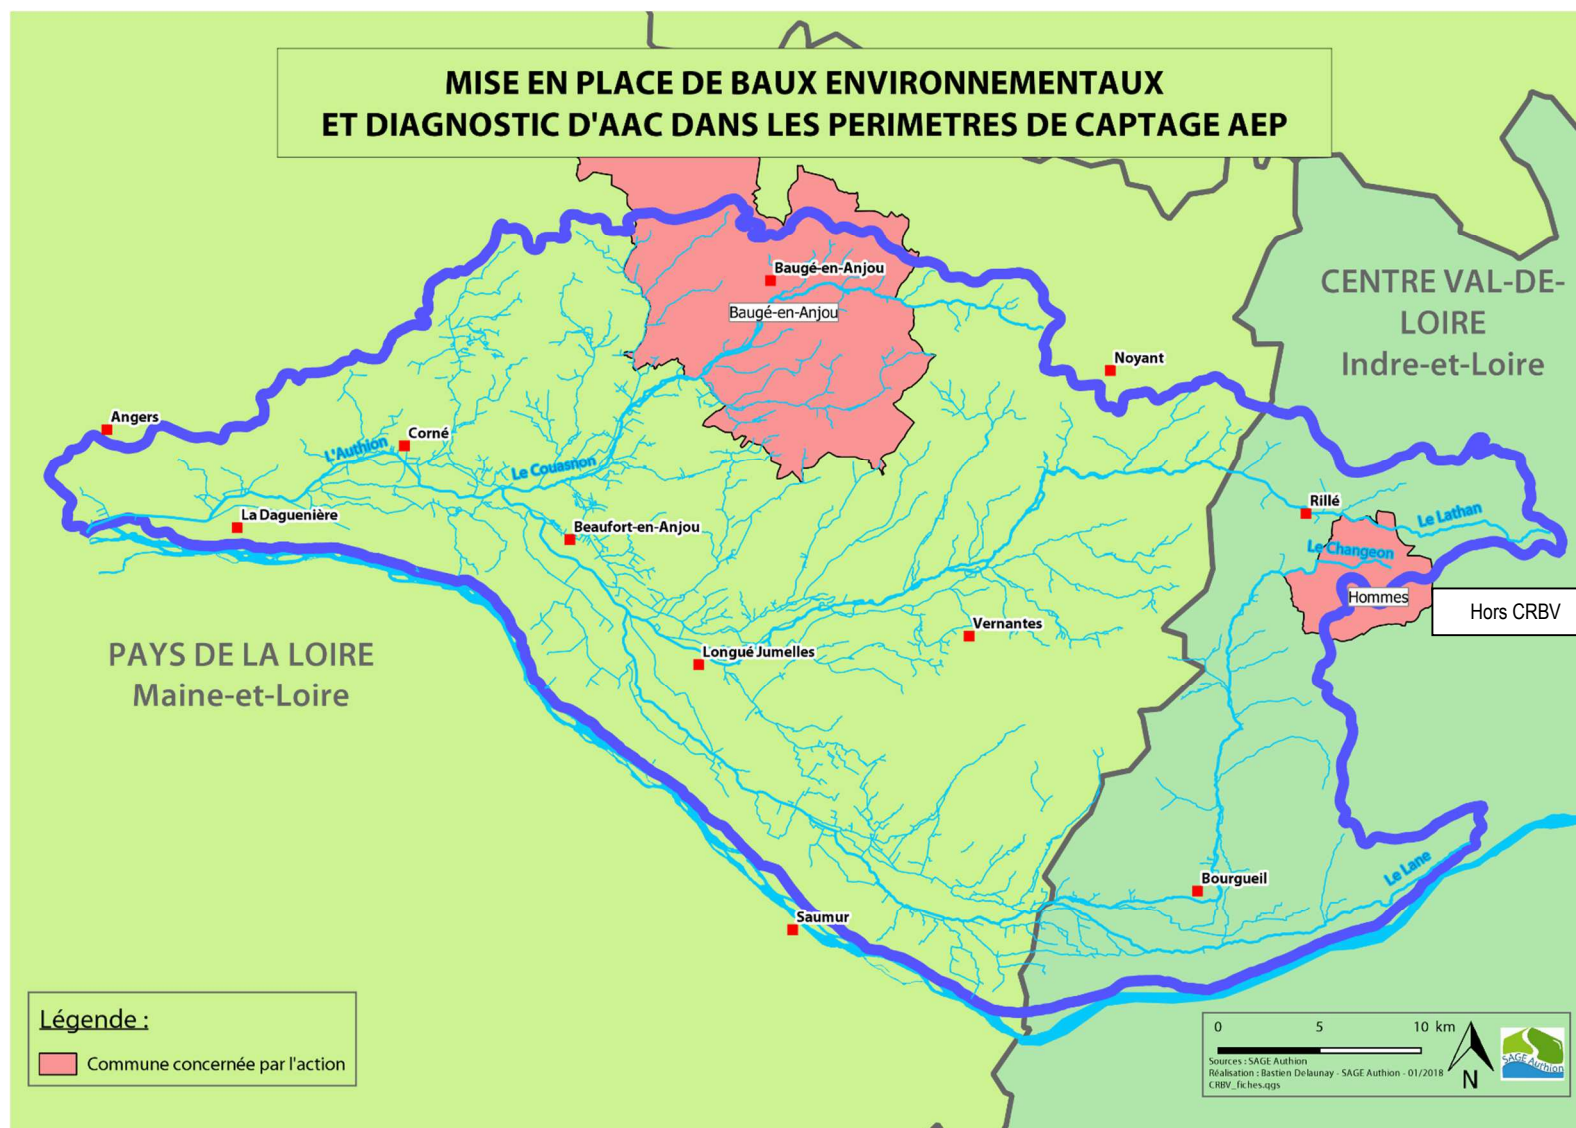 MISE EN PLACE DE BAUX ENVIRONNEMENTAUX
ET DIAGNOSTIC D'AAC DANS LES PERIMETRES DE CAPTAGE AEP
CENTRE VAL-DE-
LOIRE
Indre-et-Loire
Baugé-en-Anjou
Baugé-en-Anjou
Noyant
Angers
Corné
L'Authion
Le Couasnon
La Daguenière
Beaufort-en-Anjou
Rillé
Le Lathan
Le Changeon
Hommes
Hors CRBV
Vernantes
Longué Jumelles
PAYS DE LA LOIRE
Maine-et-Loire
Bourgueil
Le Lane
Saumur
Légende :
Commune concernée par l'action
0 5 10 km
Sources : SAGE Authion
Réalisation : Bastien Delaunay - SAGE Authion - 01/2018
CRBV_fiches.qgs
N
SAGE Authion